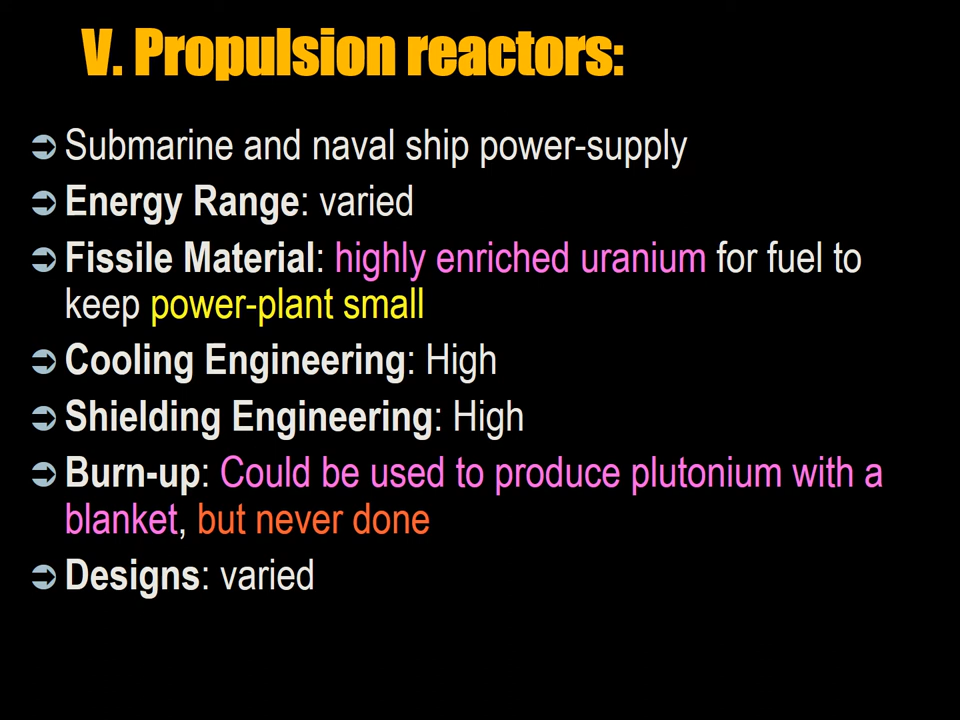 V. Propulsion reactors:
Submarine and naval ship power-supply
Energy Range: varied
Fissile Material: highly enriched uranium for fuel to
keep power-plant small
Cooling Engineering: High
Shielding Engineering: High
Burn-up: Could be used to produce plutonium with a
blanket, but never done
Designs: varied